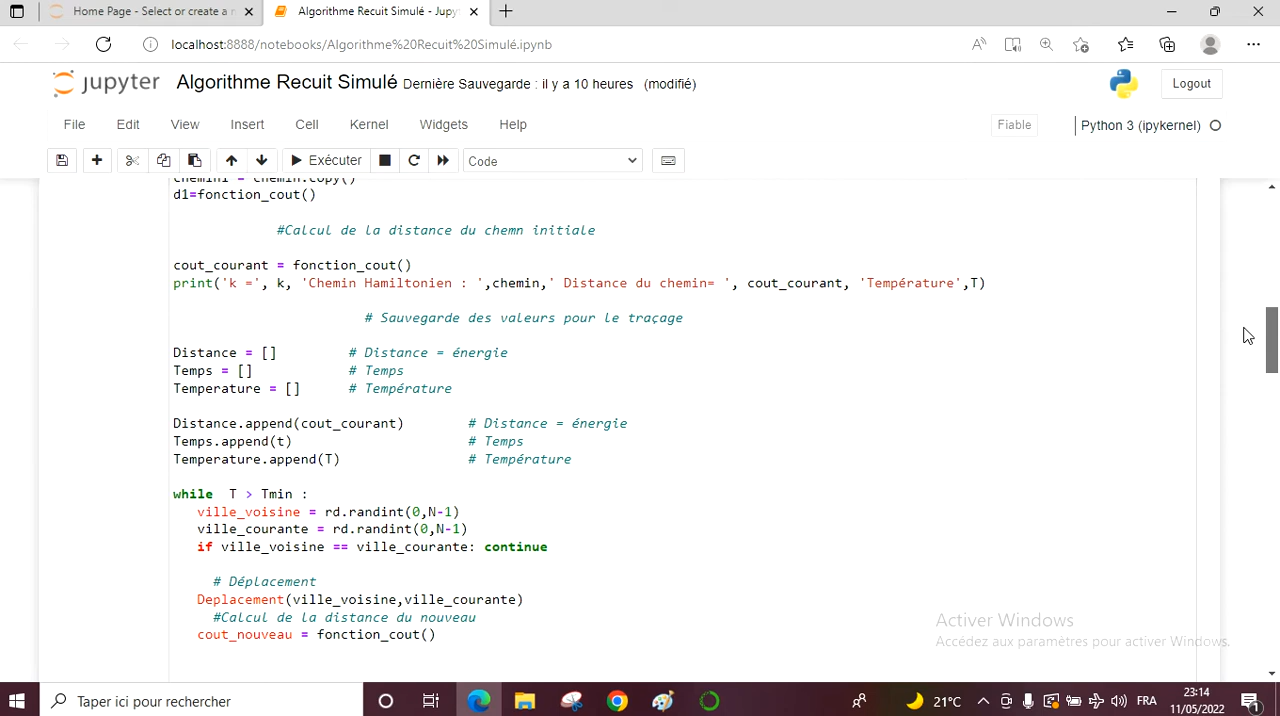 Home Page - Select or create a n
Algorithme Recuit Simulé - Jupy
localhost:8888/notebooks/Algorithme%20Recuit%20Simulé.ipynb
jupyter Algorithme Recuit Simulé Dernière Sauvegarde : il y a 10 heures (modifié) Logout
File Edit View Insert Cell Kernel Widgets Help Fiable Python 3 (ipykernel)
Exécuter Code
chemin1 = chemin.copy()
d1=fonction_cout()
#Calcul de la distance du chemn initiale
cout_courant = fonction_cout()
print('k =', k, 'Chemin Hamiltonien : ',chemin,' Distance du chemin= ', cout_courant, 'Température',T)
# Sauvegarde des valeurs pour le traçage
Distance = [] # Distance = énergie
Temps = [] # Temps
Temperature = [] # Température
Distance.append(cout_courant) # Distance = énergie
Temps.append(t) # Temps
Temperature.append(T) # Température
while T > Tmin :
ville_voisine = rd.randint(0,N-1)
ville_courante = rd.randint(0,N-1)
if ville_voisine == ville_courante: continue
# Déplacement
Deplacement(ville_voisine,ville_courante)
#Calcul de la distance du nouveau
cout_nouveau = fonction_cout()
Activer Windows
Accédez aux paramètres pour activer Windows.
Taper ici pour rechercher
21°C
FRA
23:14
11/05/2022
1